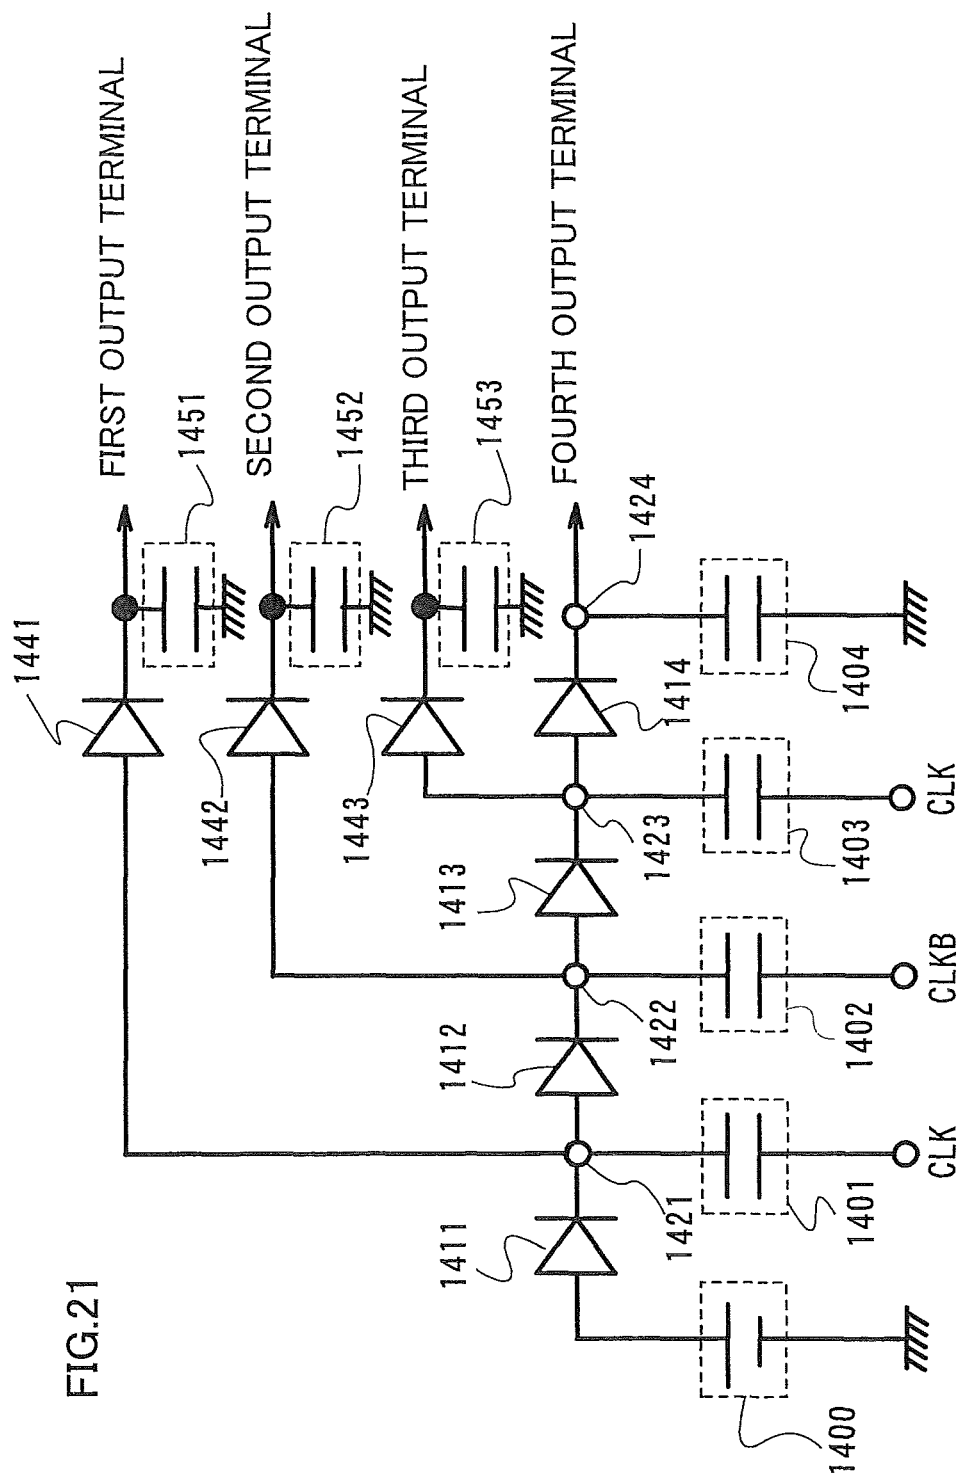 FIG.21
FIRST OUTPUT TERMINAL
SECOND OUTPUT TERMINAL
THIRD OUTPUT TERMINAL
FOURTH OUTPUT TERMINAL
1441
1451
1442
1452
1443
1453
1411
1412
1413
1414
1421
1422
1423
1424
1400
1401
1402
1403
1404
CLK
CLKB
CLK